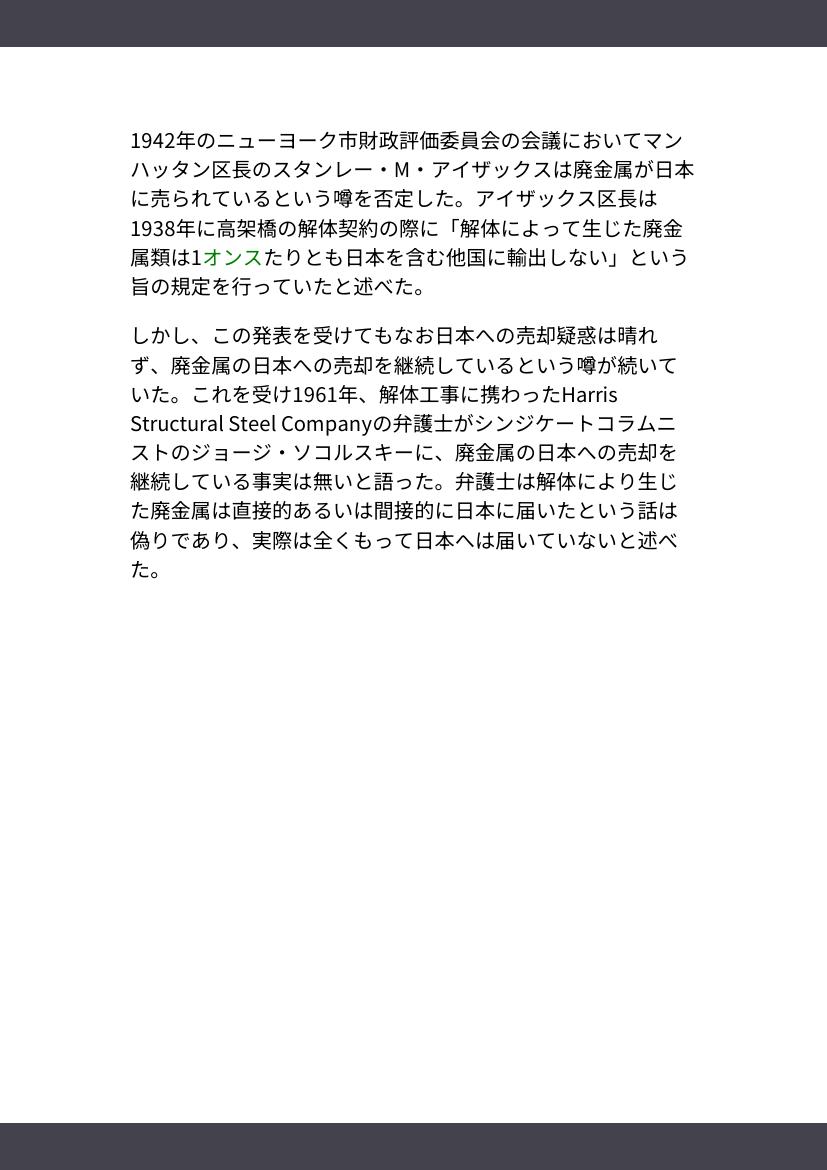 1942年のニューヨーク市財政評価委員会の会議においてマン
ハッタン区長のスタンレー・M・アイザックスは廃金属が日本
に売られているという噂を否定した。アイザックス区長は
1938年に高架橋の解体契約の際に「解体によって生じた廃金
属類は1オンスたりとも日本を含む他国に輸出しない」という
旨の規定を行っていたと述べた。
しかし、この発表を受けてもなお日本への売却疑惑は晴れ
ず、廃金属の日本への売却を継続しているという噂が続いて
いた。これを受け1961年、解体工事に携わったHarris
Structural Steel Companyの弁護士がシンジケートコラムニ
ストのジョージ・ソコルスキーに、廃金属の日本への売却を
継続している事実は無いと語った。弁護士は解体により生じ
た廃金属は直接的あるいは間接的に日本に届いたという話は
偽りであり、実際は全くもって日本へは届いていないと述べ
た。